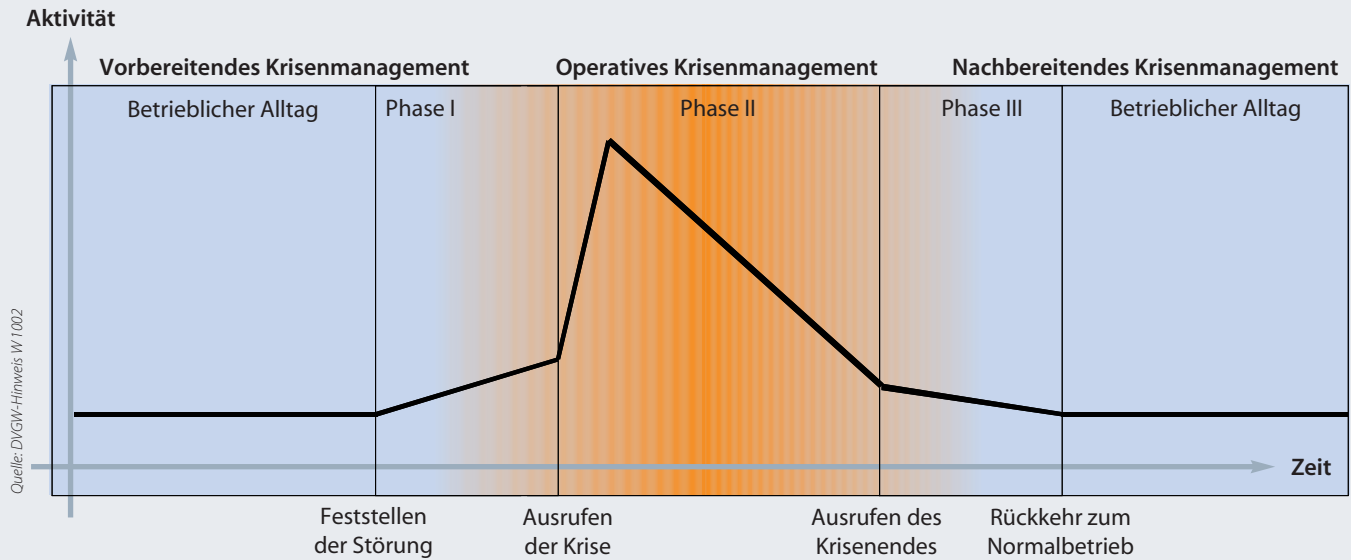 Aktivität
Vorbereitendes Krisenmanagement
Operatives Krisenmanagement
Nachbereitendes Krisenmanagement
Betrieblicher Alltag
Phase I
Phase II
Phase III
Betrieblicher Alltag
Quelle: DVGW-Hinweis W 1002
Zeit
Feststellen
der Störung
Ausrufen
der Krise
Ausrufen des
Krisenendes
Rückkehr zum
Normalbetrieb